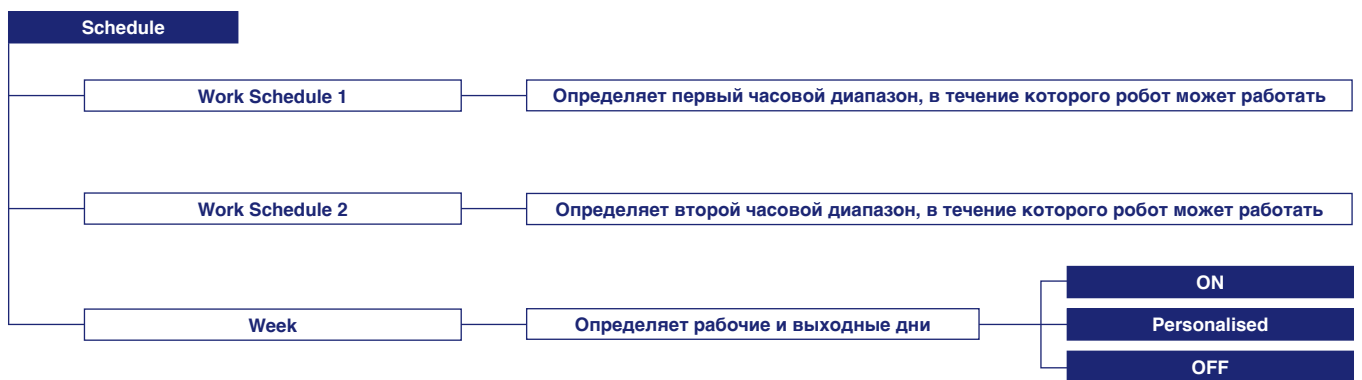 Schedule
Work Schedule 1
Определяет первый часовой диапазон, в течение которого робот может работать
Work Schedule 2
Определяет второй часовой диапазон, в течение которого робот может работать
Week
Определяет рабочие и выходные дни
ON
Personalised
OFF